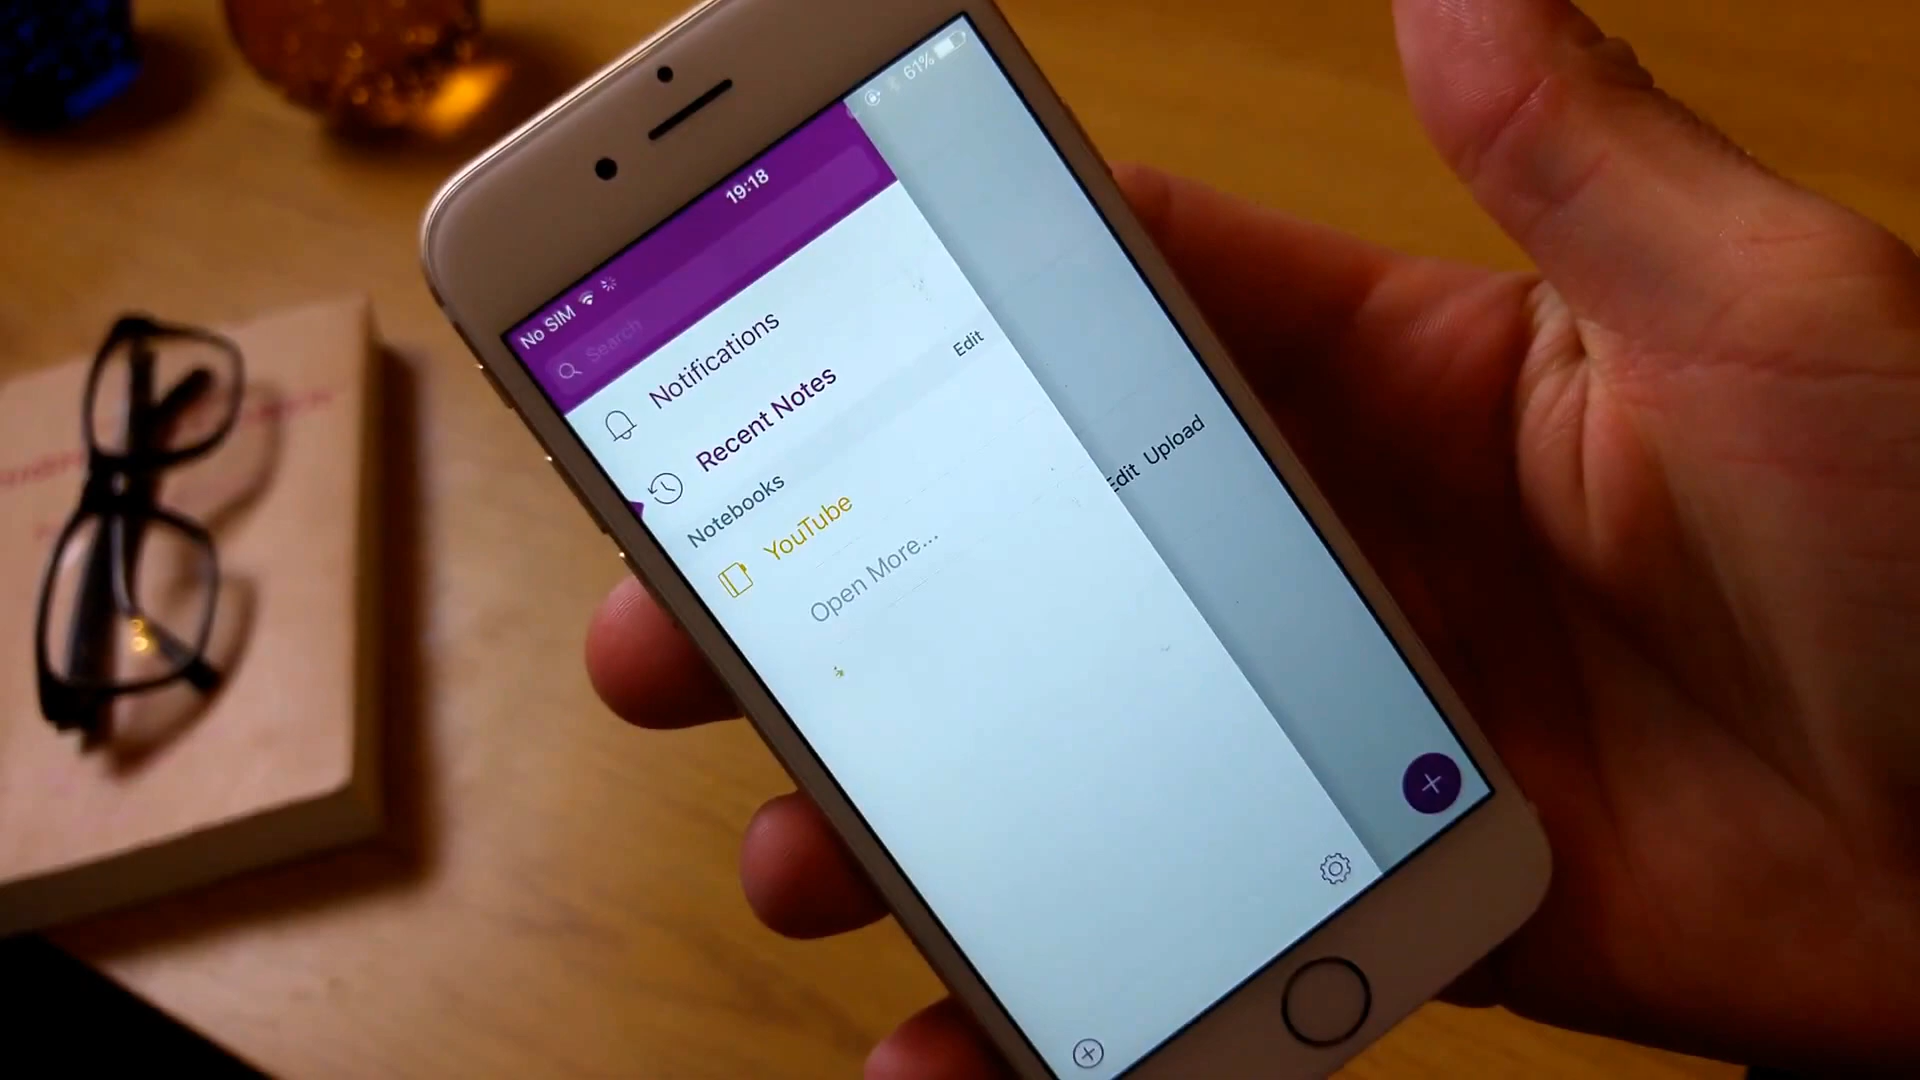 No SIM 19:18 61%
Search
Notifications
Recent Notes
Notebooks Edit
YouTube
Open More...
Edit Upload